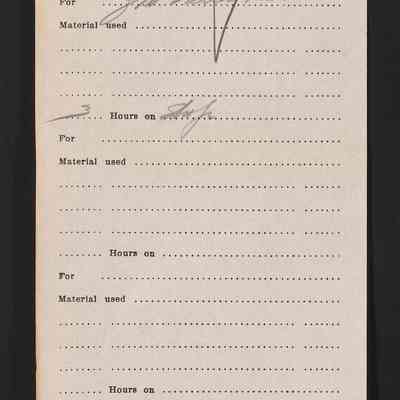 For
Material used
3 Hours on
For
Material used
Hours on
For
Material used
Hours on